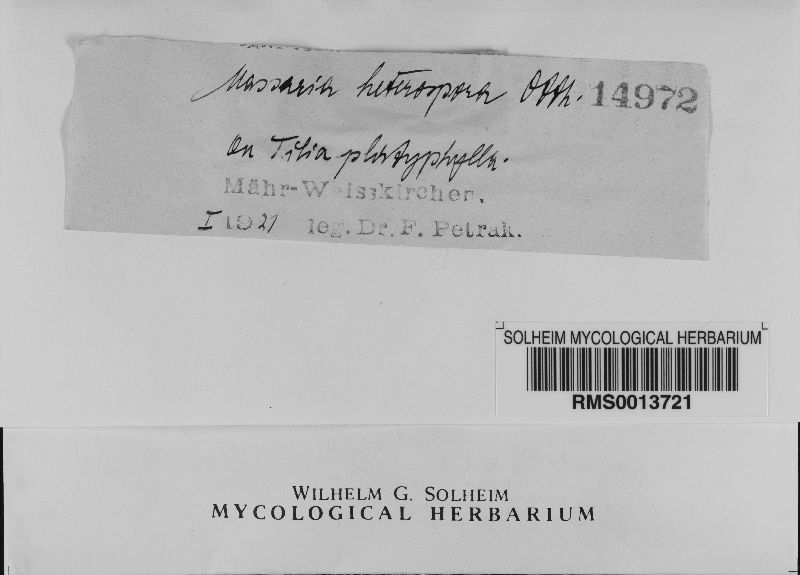 Massaria heterospora Otth. 14972
On Tilia platyphylla.
Mähr-Weisskirchen.
I 1921 leg. Dr. F. Petrak.
SOLHEIM MYCOLOGICAL HERBARIUM
RMS0013721
WILHELM G. SOLHEIM
MYCOLOGICAL HERBARIUM